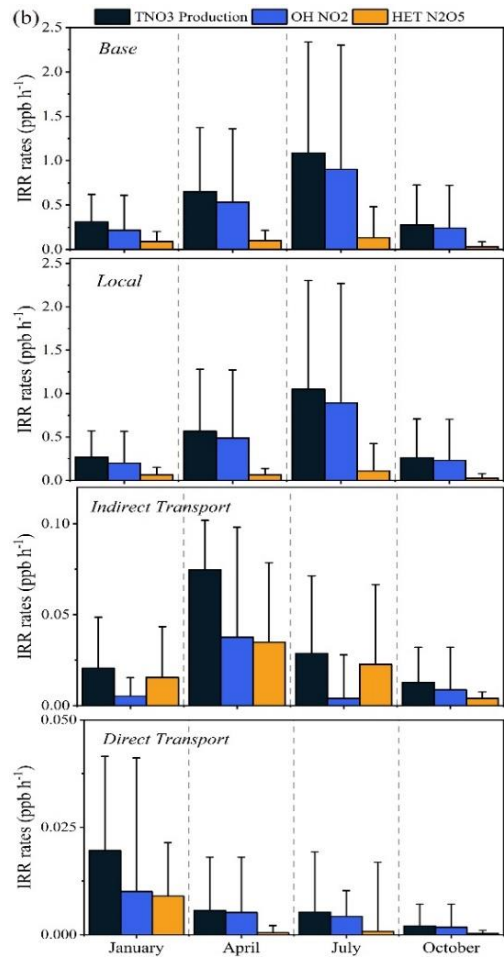 (b) TNO3 Production OH NO2 HET N2O5
2.5
Base
2.0
1.5
1.0
0.5
0.0
IRR rates (ppb h⁻¹)
Local
2.0
1.5
1.0
0.5
0.0
IRR rates (ppb h⁻¹)
Indirect Transport
0.10
0.05
0.00
IRR rates (ppb h⁻¹)
0.050
Direct Transport
0.025
0.000
IRR rates (ppb h⁻¹)
January April July October